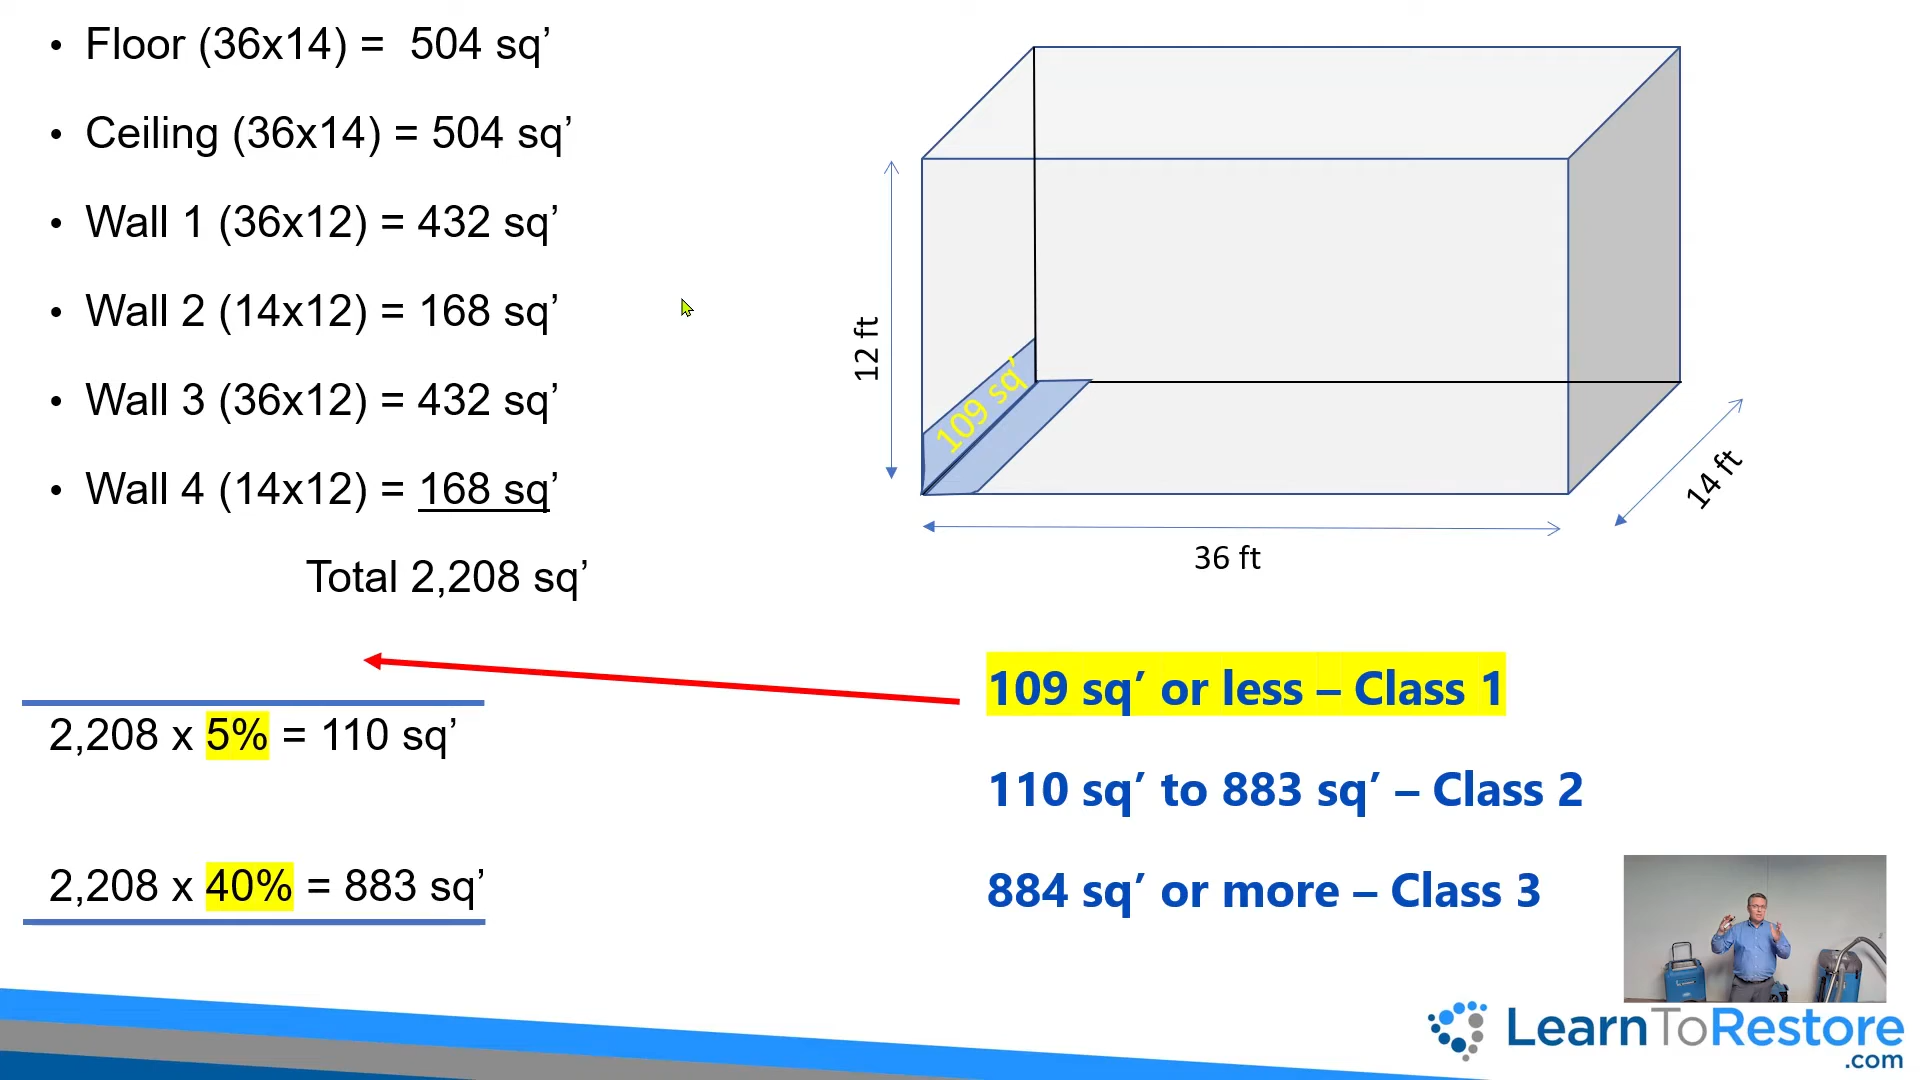 • Floor (36x14) =  504 sq’
• Ceiling (36x14) = 504 sq’
• Wall 1 (36x12) = 432 sq’
• Wall 2 (14x12) = 168 sq’
• Wall 3 (36x12) = 432 sq’
• Wall 4 (14x12) = 168 sq’
Total 2,208 sq’
2,208 x 5% = 110 sq’
2,208 x 40% = 883 sq’
12 ft
109 sq’
14 ft
36 ft
109 sq’ or less – Class 1
110 sq’ to 883 sq’ – Class 2
884 sq’ or more – Class 3
LearnToRestore
.com